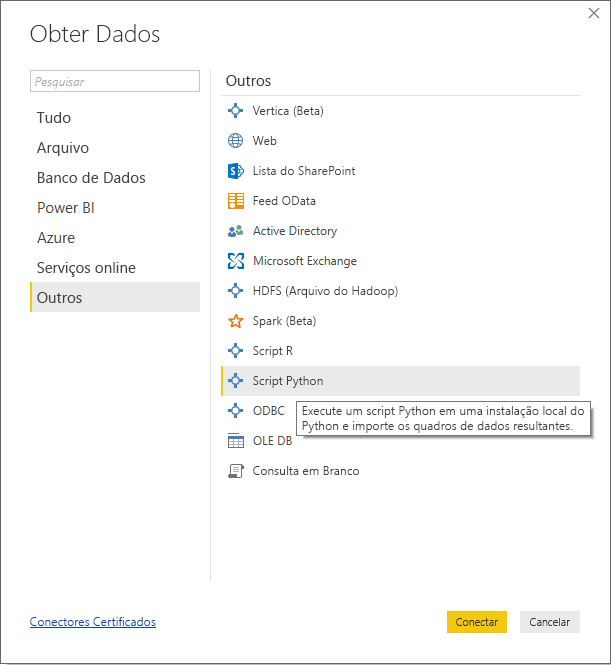 Obter Dados
Pesquisar
Tudo
Arquivo
Banco de Dados
Power BI
Azure
Serviços online
Outros
Outros
Vertica (Beta)
Web
Lista do SharePoint
Feed OData
Active Directory
Microsoft Exchange
HDFS (Arquivo do Hadoop)
Spark (Beta)
Script R
Script Python
ODBC
Execute um script Python em uma instalação local do
Python e importe os quadros de dados resultantes.
OLE DB
Consulta em Branco
Conectores Certificados
Conectar
Cancelar